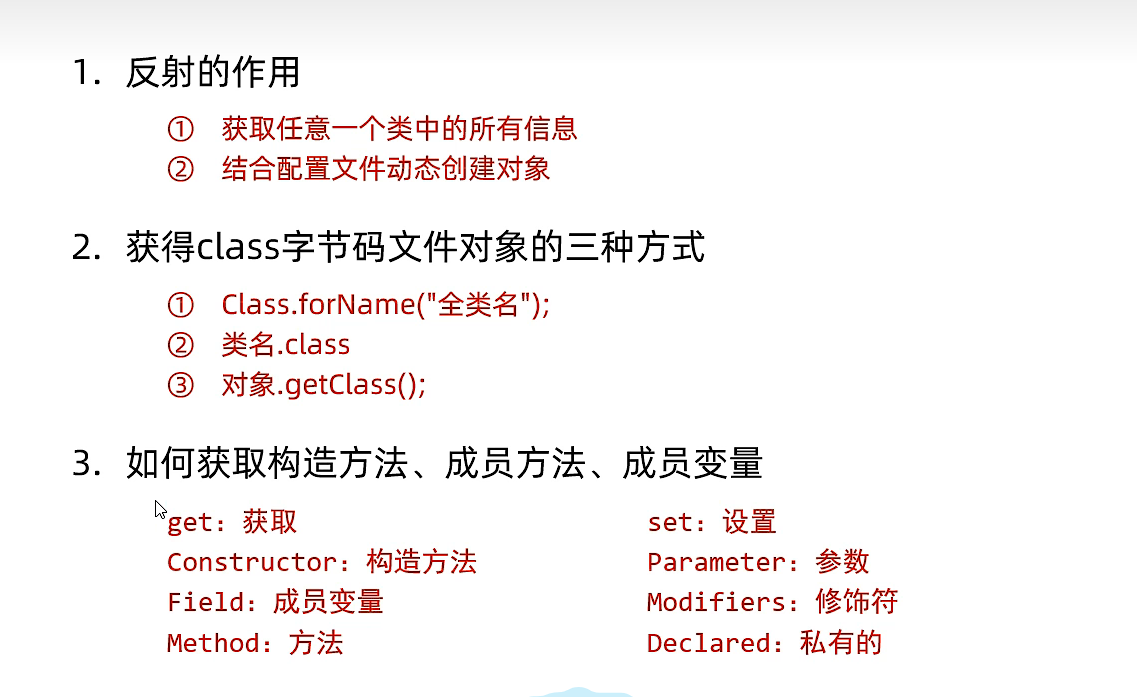 1. 反射的作用
① 获取任意一个类中的所有信息
② 结合配置文件动态创建对象
2. 获得class字节码文件对象的三种方式
① Class.forName("全类名");
② 类名.class
③ 对象.getClass();
3. 如何获取构造方法、成员方法、成员变量
get：获取 set：设置
Constructor：构造方法 Parameter：参数
Field：成员变量 Modifiers：修饰符
Method：方法 Declared：私有的